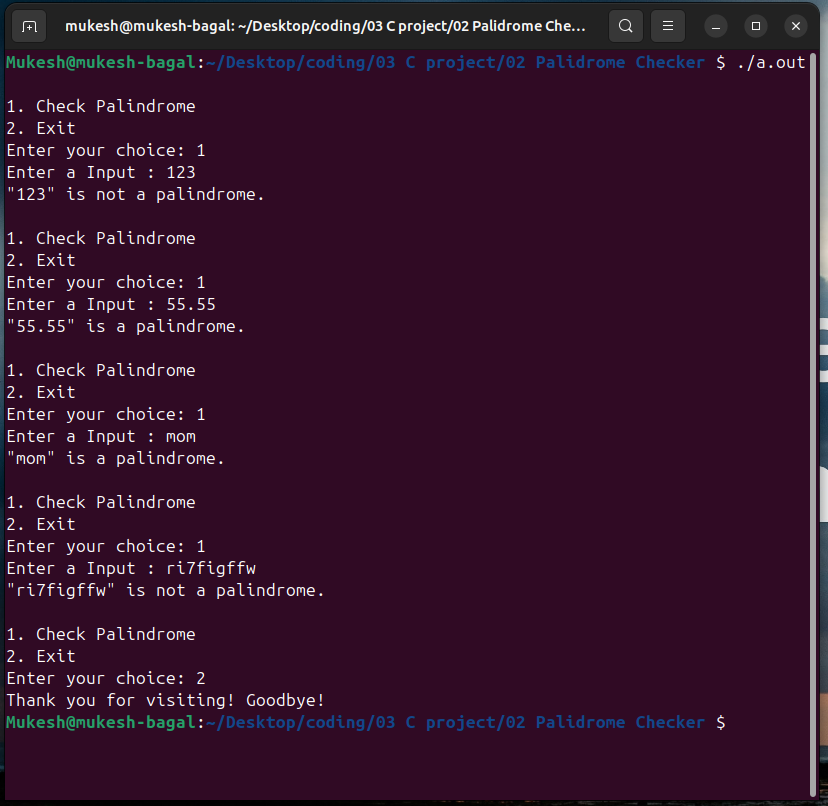 mukesh@mukesh-bagal: ~/Desktop/coding/03 C project/02 Palidrome Che...
Mukesh@mukesh-bagal:~/Desktop/coding/03 C project/02 Palidrome Checker $ ./a.out

1. Check Palindrome
2. Exit
Enter your choice: 1
Enter a Input : 123
"123" is not a palindrome.

1. Check Palindrome
2. Exit
Enter your choice: 1
Enter a Input : 55.55
"55.55" is a palindrome.

1. Check Palindrome
2. Exit
Enter your choice: 1
Enter a Input : mom
"mom" is a palindrome.

1. Check Palindrome
2. Exit
Enter your choice: 1
Enter a Input : ri7figffw
"ri7figffw" is not a palindrome.

1. Check Palindrome
2. Exit
Enter your choice: 2
Thank you for visiting! Goodbye!
Mukesh@mukesh-bagal:~/Desktop/coding/03 C project/02 Palidrome Checker $